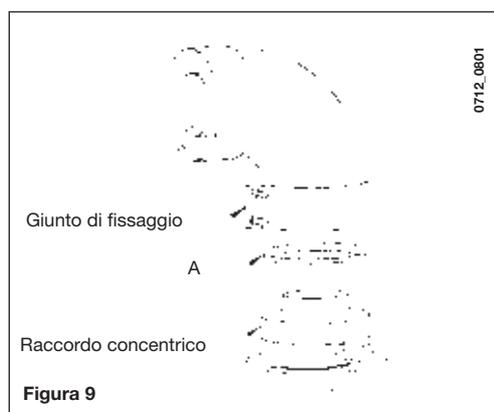 0712_0801
Giunto di fissaggio
A
Raccordo concentrico
Figura 9